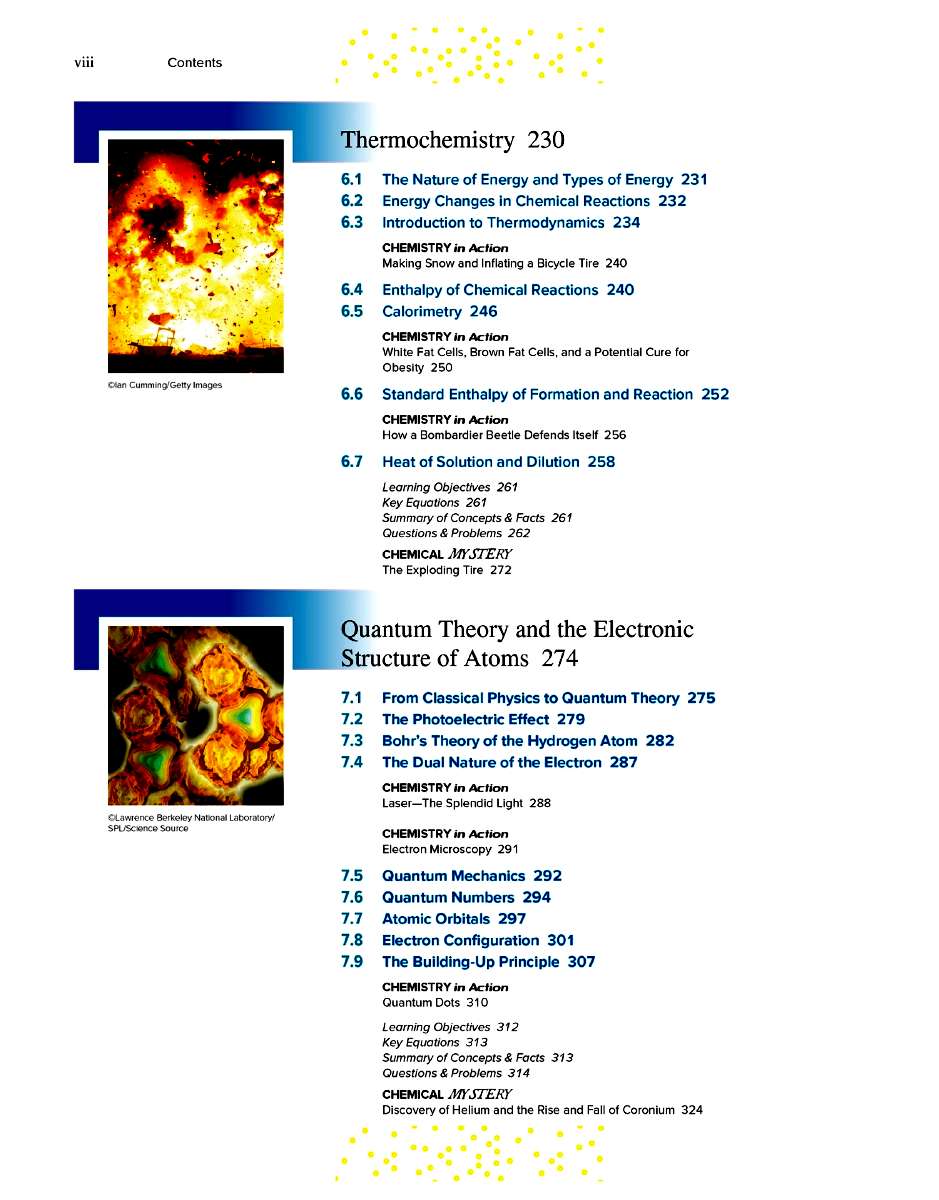 viii Contents
Thermochemistry 230
6.1 The Nature of Energy and Types of Energy 231
6.2 Energy Changes in Chemical Reactions 232
6.3 Introduction to Thermodynamics 234
CHEMISTRY in Action
Making Snow and Inflating a Bicycle Tire 240
6.4 Enthalpy of Chemical Reactions 240
6.5 Calorimetry 246
CHEMISTRY in Action
White Fat Cells, Brown Fat Cells, and a Potential Cure for
Obesity 250
©Ian Cumming/Getty Images
6.6 Standard Enthalpy of Formation and Reaction 252
CHEMISTRY in Action
How a Bombardier Beetle Defends Itself 256
6.7 Heat of Solution and Dilution 258
Learning Objectives 261
Key Equations 261
Summary of Concepts & Facts 261
Questions & Problems 262
CHEMICAL MYSTERY
The Exploding Tire 272
Quantum Theory and the Electronic
Structure of Atoms 274
7.1 From Classical Physics to Quantum Theory 275
7.2 The Photoelectric Effect 279
7.3 Bohr's Theory of the Hydrogen Atom 282
7.4 The Dual Nature of the Electron 287
CHEMISTRY in Action
Laser—The Splendid Light 288
©Lawrence Berkeley National Laboratory/
SPL/Science Source
CHEMISTRY in Action
Electron Microscopy 291
7.5 Quantum Mechanics 292
7.6 Quantum Numbers 294
7.7 Atomic Orbitals 297
7.8 Electron Configuration 301
7.9 The Building-Up Principle 307
CHEMISTRY in Action
Quantum Dots 310
Learning Objectives 312
Key Equations 313
Summary of Concepts & Facts 313
Questions & Problems 314
CHEMICAL MYSTERY
Discovery of Helium and the Rise and Fall of Coronium 324